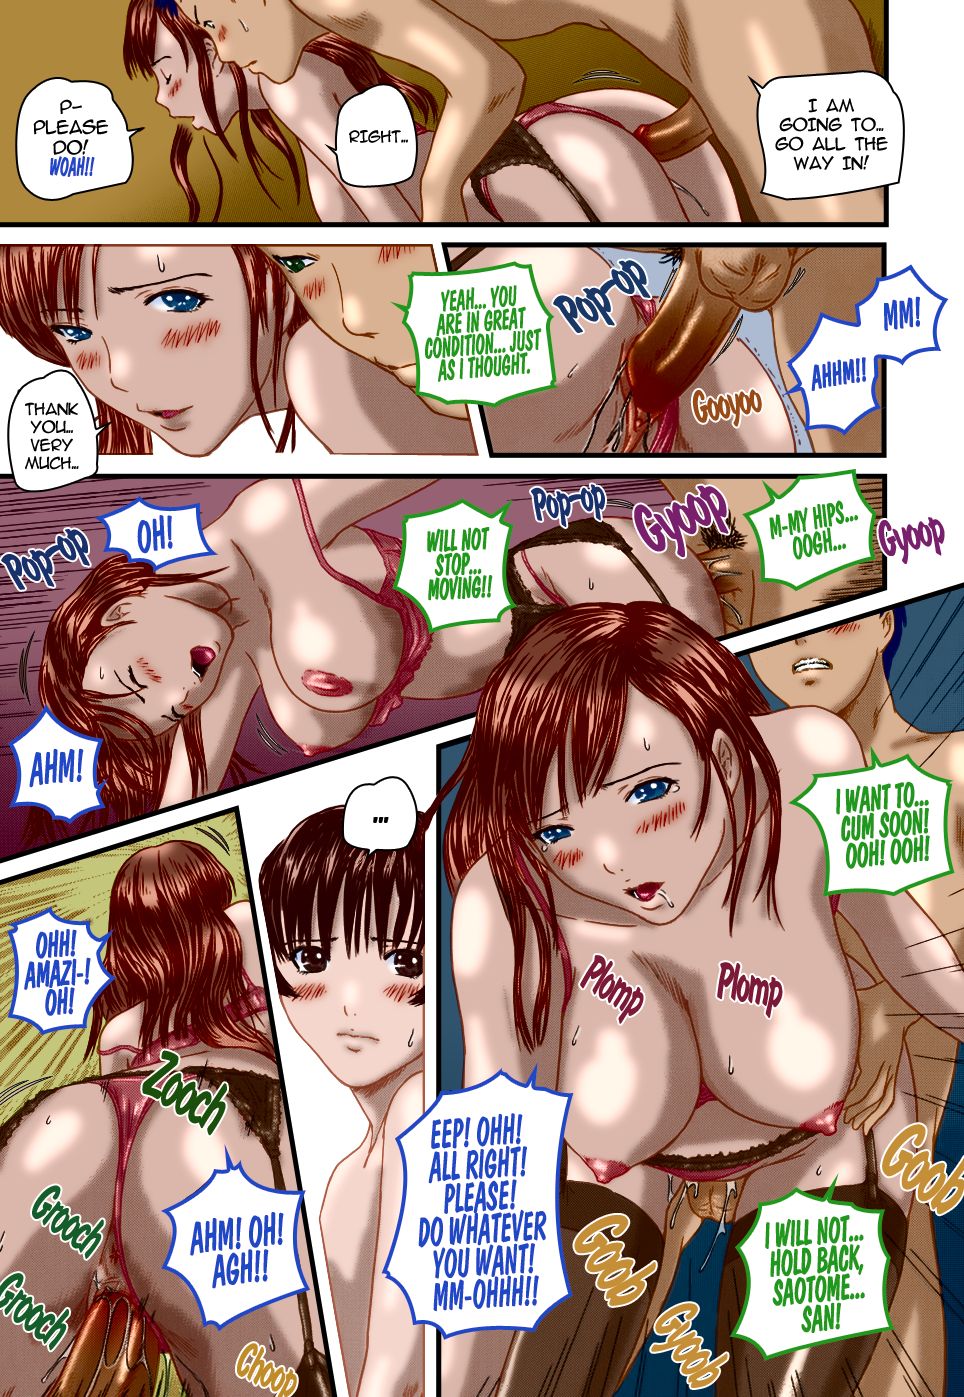 I AM
GOING TO...
GO ALL THE
WAY IN!
RIGHT...
P-
PLEASE
DO!
WOAH!!
MM!
AHHM!!
Pop-op
Gooyoo
YEAH... YOU
ARE IN GREAT
CONDITION... JUST
AS I THOUGHT.
THANK
YOU...
VERY
MUCH...
M-MY HIPS...
OOGH...
Gyoop
Gyoop
Pop-op
WILL NOT
STOP...
MOVING!!
OH!
Pop-op
AHM!
I WANT TO...
CUM SOON!
OOH! OOH!
Plomp
Plomp
Goob
I WILL NOT...
HOLD BACK,
SAOTOME...
SAN!
Goob
Gyoob
EEP! OHH!
ALL RIGHT!
PLEASE!
DO WHATEVER
YOU WANT!
MM-OHHH!!
...
OHH!
AMAZI-!
OH!
Zooch
AHM! OH!
AGH!!
Grooch
Grooch
Choop